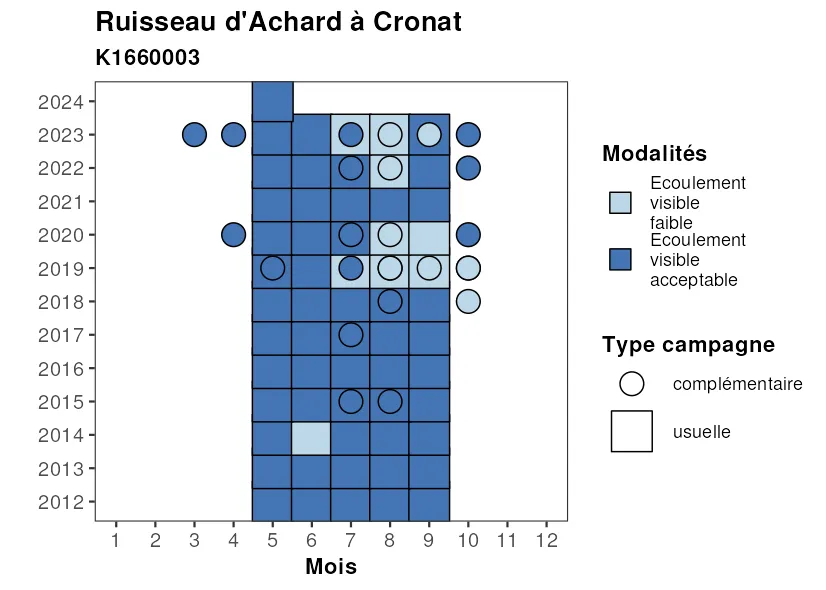 Ruisseau d'Achard à Cronat
K1660003
2024
2023
2022
2021
2020
2019
2018
2017
2016
2015
2014
2013
2012
1 2 3 4 5 6 7 8 9 10 11 12
Mois
Modalités
Ecoulement
visible
faible
Ecoulement
visible
acceptable
Type campagne
complémentaire
usuelle